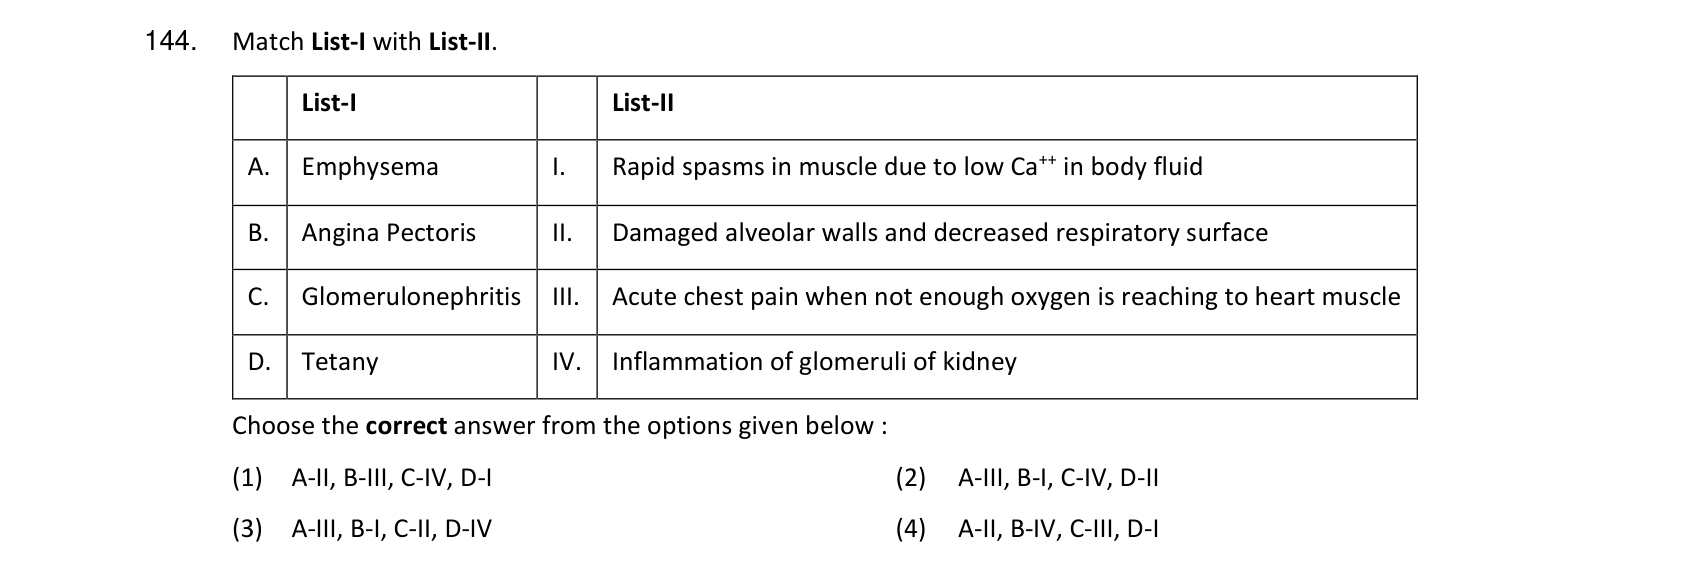 144. Match List-I with List-II.
List-I List-II
A. Emphysema I. Rapid spasms in muscle due to low Ca⁺⁺ in body fluid
B. Angina Pectoris II. Damaged alveolar walls and decreased respiratory surface
C. Glomerulonephritis III. Acute chest pain when not enough oxygen is reaching to heart muscle
D. Tetany IV. Inflammation of glomeruli of kidney
Choose the correct answer from the options given below :
(1) A-II, B-III, C-IV, D-I (2) A-III, B-I, C-IV, D-II
(3) A-III, B-I, C-II, D-IV (4) A-II, B-IV, C-III, D-I